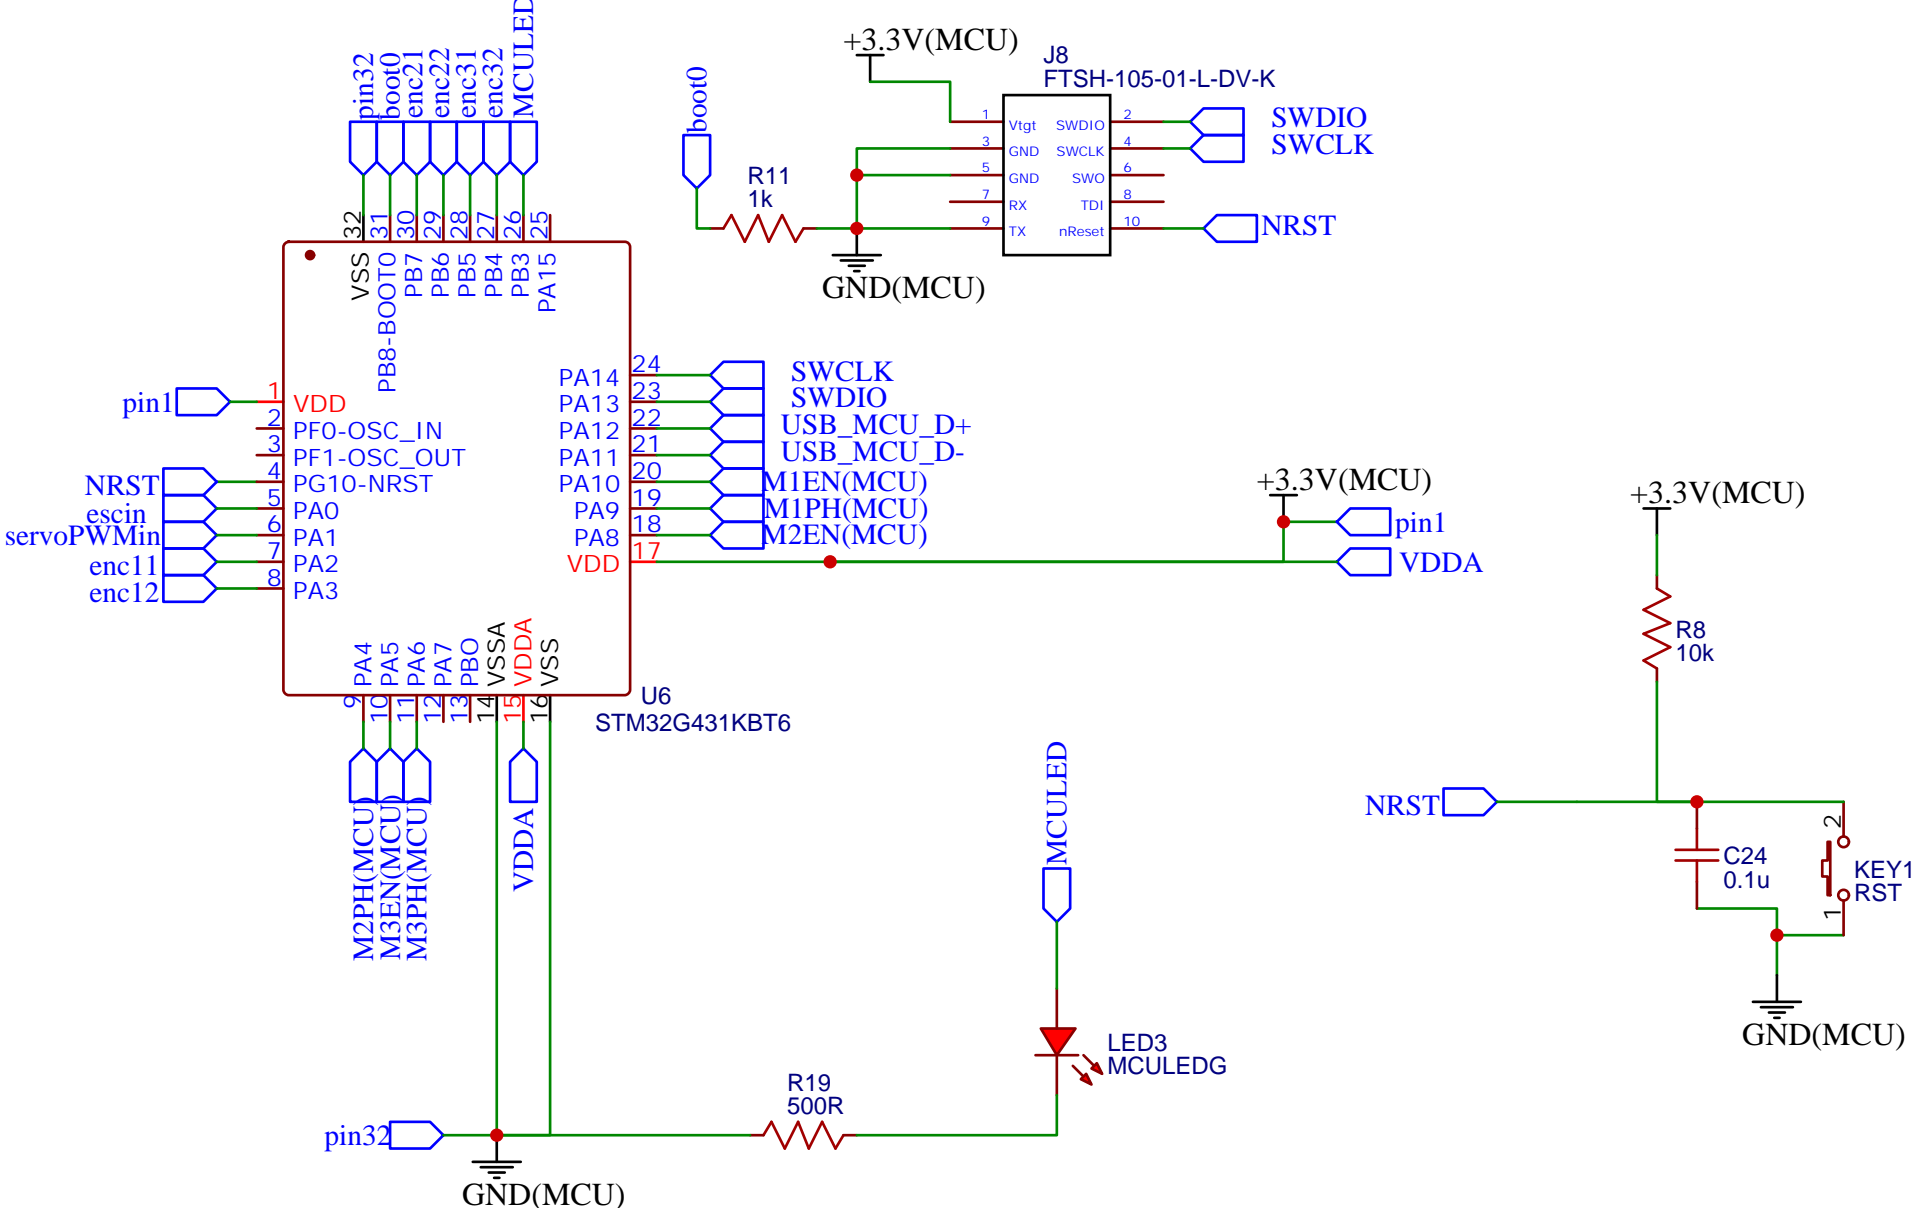 pin32
boot0
enc21
enc22
enc31
enc32
MCULED
32
31
30
29
28
27
26
25
VSS
PB8-BOOT0
PB7
PB6
PB5
PB4
PB3
PA15
pin1
NRST
escin
servoPWMin
enc11
enc12
1
2
3
4
5
6
7
8
VDD
PF0-OSC_IN
PF1-OSC_OUT
PG10-NRST
PA0
PA1
PA2
PA3
PA14
PA13
PA12
PA11
PA10
PA9
PA8
VDD
24
23
22
21
20
19
18
17
SWCLK
SWDIO
USB_MCU_D+
USB_MCU_D-
M1EN(MCU)
M1PH(MCU)
M2EN(MCU)
PA4
PA5
PA6
PA7
PB0
VSSA
VDDA
VSS
9
10
11
12
13
14
15
16
U6
STM32G431KBT6
M2PH(MCU)
M3EN(MCU)
M3PH(MCU)
VDDA
pin32
GND(MCU)
R19
500R
MCULED
LED3
MCULEDG
+3.3V(MCU)
J8
FTSH-105-01-L-DV-K
boot0
R11
1k
GND(MCU)
1
3
5
7
9
Vtgt
GND
GND
RX
TX
SWDIO
SWCLK
SWO
TDI
nReset
2
4
6
8
10
SWDIO
SWCLK
NRST
+3.3V(MCU)
pin1
VDDA
+3.3V(MCU)
R8
10k
NRST
C24
0.1u
2
1
KEY1
RST
GND(MCU)